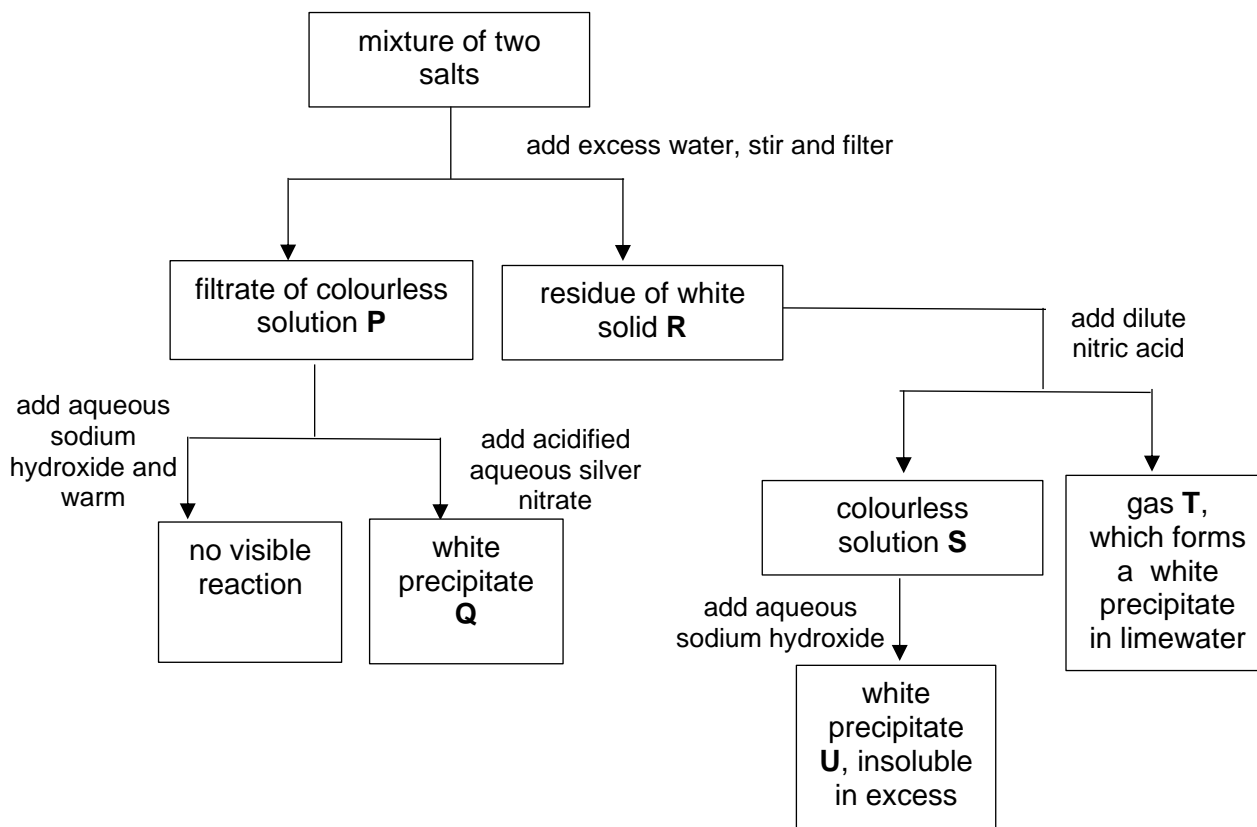 mixture of two
salts
add excess water, stir and filter
filtrate of colourless
solution P
residue of white
solid R
add dilute
nitric acid
add aqueous
sodium
hydroxide and
warm
add acidified
aqueous silver
nitrate
no visible
reaction
white
precipitate
Q
colourless
solution S
gas T,
which forms
a white
precipitate
in limewater
add aqueous
sodium hydroxide
white
precipitate
U, insoluble
in excess